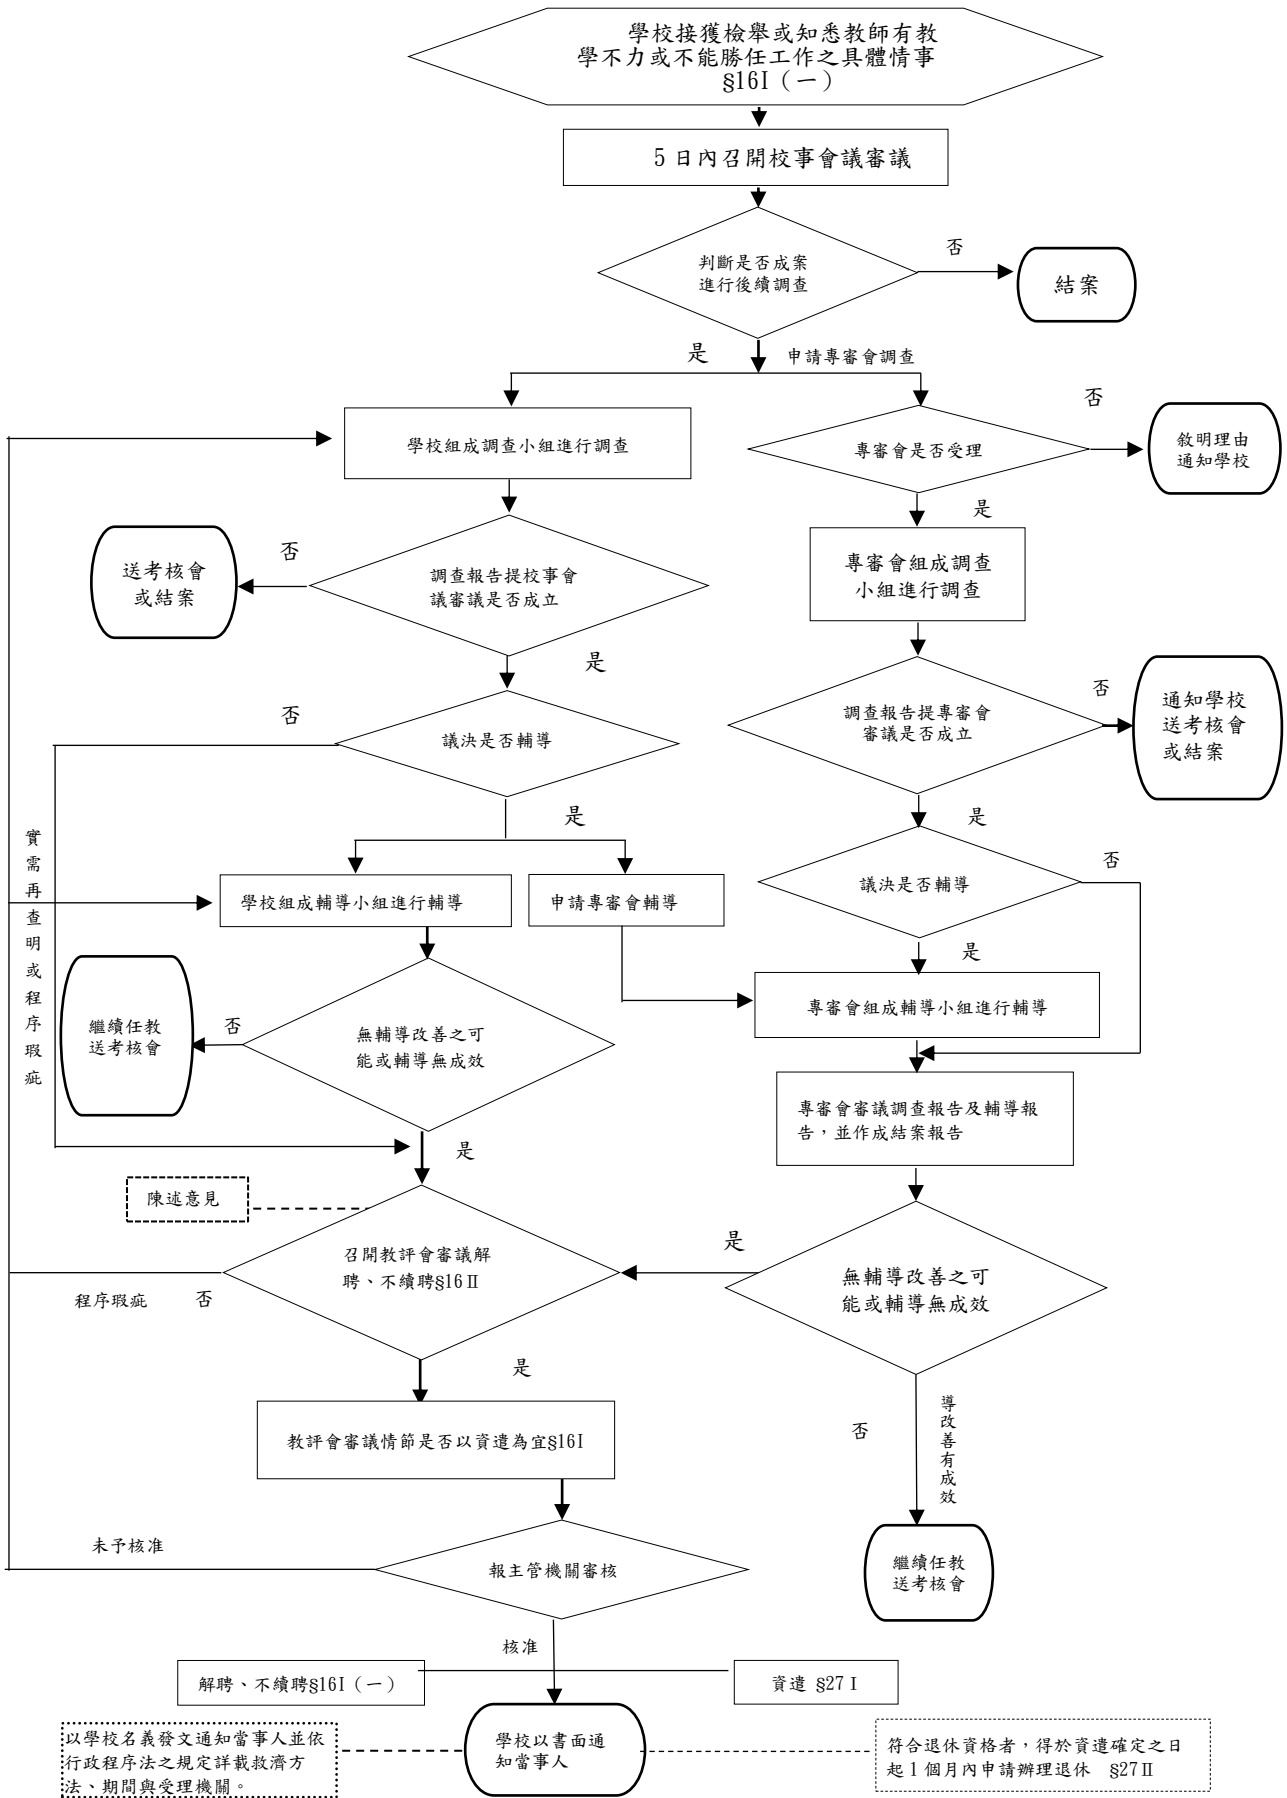 學校接獲檢舉或知悉教師有教
學不力或不能勝任工作之具體情事
§16I（一）
5 日內召開校事會議審議
判斷是否成案
進行後續調查
否
結案
是
申請專審會調查
學校組成調查小組進行調查
專審會是否受理
否
敘明理由
通知學校
是
專審會組成調查
小組進行調查
送考核會
或結案
否
調查報告提校事會
議審議是否成立
是
調查報告提專審會
審議是否成立
否
通知學校
送考核會
或結案
否
議決是否輔導
是
是
議決是否輔導
否
是
實需再查明或程序瑕疵
學校組成輔導小組進行輔導
申請專審會輔導
專審會組成輔導小組進行輔導
繼續任教
送考核會
否
無輔導改善之可
能或輔導無成效
是
專審會審議調查報告及輔導報
告，並作成結案報告
陳述意見
召開教評會審議解
聘、不續聘§16Ⅱ
是
無輔導改善之可
能或輔導無成效
程序瑕疵
否
是
否
導改善有成效
教評會審議情節是否以資遣為宜§16I
未予核准
報主管機關審核
繼續任教
送考核會
核准
解聘、不續聘§16I（一）
資遣 §27Ⅰ
以學校名義發文通知當事人並依
行政程序法之規定詳載救濟方
法、期間與受理機關。
學校以書面通
知當事人
符合退休資格者，得於資遣確定之日
起 1 個月內申請辦理退休 §27Ⅱ